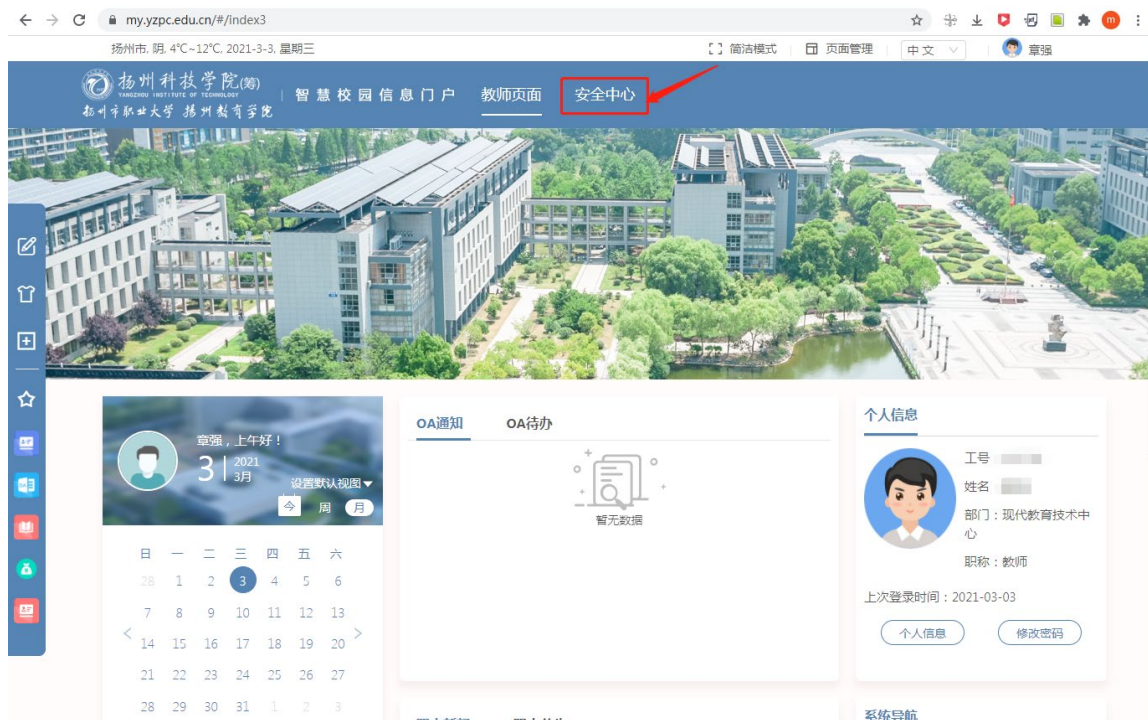 my.yzpc.edu.cn/#/index3
m
扬州市, 阴, 4℃~12℃, 2021-3-3, 星期三
简洁模式
页面管理
中文
章强
扬州科技学院(筹)
YANGZHOU INSTITUTE OF TECHNOLOGY
扬州市职业大学 扬州教育学院
智慧校园信息门户
教师页面
安全中心
章强 , 上午好！
3
2021
3月
设置默认视图
今
周
月
日 一 二 三 四 五 六
28 1 2 3 4 5 6
7 8 9 10 11 12 13
14 15 16 17 18 19 20
21 22 23 24 25 26 27
28 29 30 31 1 2 3
OA通知
OA待办
暂无数据
个人信息
工号
姓名
部门：现代教育技术中
心
职称：教师
上次登录时间：2021-03-03
个人信息
修改密码
系统导航